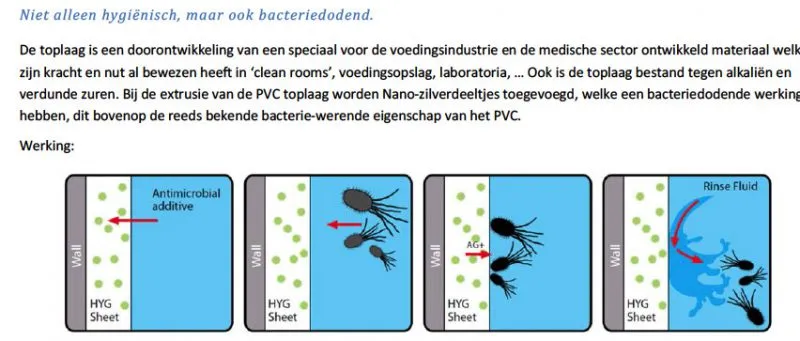 Niet alleen hygiënisch, maar ook bacteriedodend.
De toplaag is een doorontwikkeling van een speciaal voor de voedingsindustrie en de medische sector ontwikkeld materiaal welk
zijn kracht en nut al bewezen heeft in ‘clean rooms’, voedingsopslag, laboratoria, ... Ook is de toplaag bestand tegen alkaliën en
verdunde zuren. Bij de extrusie van de PVC toplaag worden Nano-zilverdeeltjes toegevoegd, welke een bacteriedodende werking
hebben, dit bovenop de reeds bekende bacterie-werende eigenschap van het PVC.
Werking:
Antimicrobial
additive
Wall
HYG
Sheet
Wall
HYG
Sheet
AG+
Wall
HYG
Sheet
Rinse Fluid
Wall
HYG
Sheet